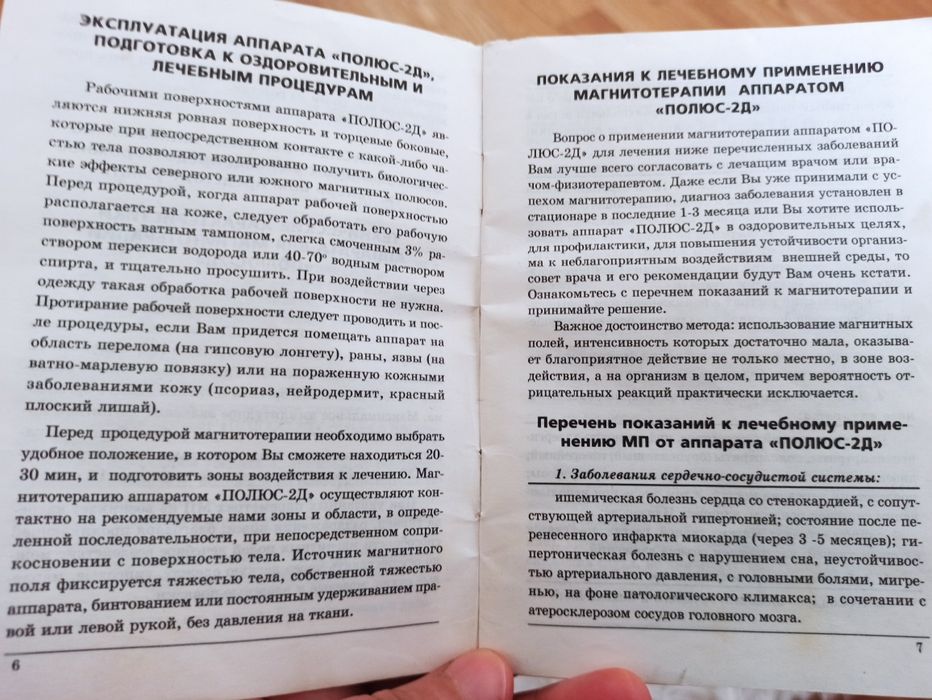 ЭКСПЛУАТАЦИЯ АППАРАТА «ПОЛЮС-2Д»,
ПОДГОТОВКА К ОЗДОРОВИТЕЛЬНЫМ И
ЛЕЧЕБНЫМ ПРОЦЕДУРАМ
Рабочими поверхностями аппарата «ПОЛЮС-2Д» яв-
ляются нижняя ровная поверхность и торцевые боковые,
которые при непосредственном контакте с какой-либо ча-
стью тела позволяют изолированно получить биологичес-
кие эффекты северного или южного магнитных полюсов.
Перед процедурой, когда аппарат рабочей поверхностью
располагается на коже, следует обработать его рабочую
поверхность ватным тампоном, слегка смоченным 3% ра-
створом перекиси водорода или 40-70° водным раствором
спирта, и тщательно просушить. При воздействии через
одежду такая обработка рабочей поверхности не нужна.
Протирание рабочей поверхности следует проводить и пос-
ле процедуры, если Вам придется помещать аппарат на
область перелома (на гипсовую лонгету), раны, язвы (на
ватно-марлевую повязку) или на пораженную кожными
заболеваниями кожу (псориаз, нейродермит, красный
плоский лишай).
Перед процедурой магнитотерапии необходимо выбрать
удобное положение, в котором Вы сможете находиться 20-
30 мин, и подготовить зоны воздействия к лечению. Маг-
нитотерапию аппаратом «ПОЛЮС-2Д» осуществляют кон-
тактно на рекомендуемые нами зоны и области, в опреде-
ленной последовательности, при непосредственном сопри-
косновении с поверхностью тела. Источник магнитного
поля фиксируется тяжестью тела, собственной тяжестью
аппарата, бинтованием или постоянным удерживанием пра-
вой или левой рукой, без давления на ткани.
6
ПОКАЗАНИЯ К ЛЕЧЕБНОМУ ПРИМЕНЕНИЮ
МАГНИТОТЕРАПИИ АППАРАТОМ
«ПОЛЮС-2Д»
Вопрос о применении магнитотерапии аппаратом «ПО-
ЛЮС-2Д» для лечения ниже перечисленных заболеваний
Вам лучше всего согласовать с лечащим врачом или вра-
чом-физиотерапевтом. Даже если Вы уже принимали с ус-
пехом магнитотерапию, диагноз заболевания установлен в
стационаре в последние 1-3 месяца или Вы хотите исполь-
зовать аппарат «ПОЛЮС-2Д» в оздоровительных целях,
для профилактики, для повышения устойчивости организ-
ма к неблагоприятным воздействиям внешней среды, то
совет врача и его рекомендации будут Вам очень кстати.
Ознакомьтесь с перечнем показаний к магнитотерапии и
принимайте решение.
Важное достоинство метода: использование магнитных
полей, интенсивность которых достаточно мала, оказыва-
ет благоприятное действие не только местно, в зоне воз-
действия, а на организм в целом, причем вероятность от-
рицательных реакций практически исключается.
Перечень показаний к лечебному приме-
нению МП от аппарата «ПОЛЮС-2Д»
1. Заболевания сердечно-сосудистой системы:
ишемическая болезнь сердца со стенокардией, с сопут-
ствующей артериальной гипертонией; состояние после пе-
ренесенного инфаркта миокарда (через 3 -5 месяцев); ги-
пертоническая болезнь с нарушением сна, неустойчивос-
тью артериального давления, с головными болями, мигре-
нью, на фоне патологического климакса; в сочетании с
атеросклерозом сосудов головного мозга.
7